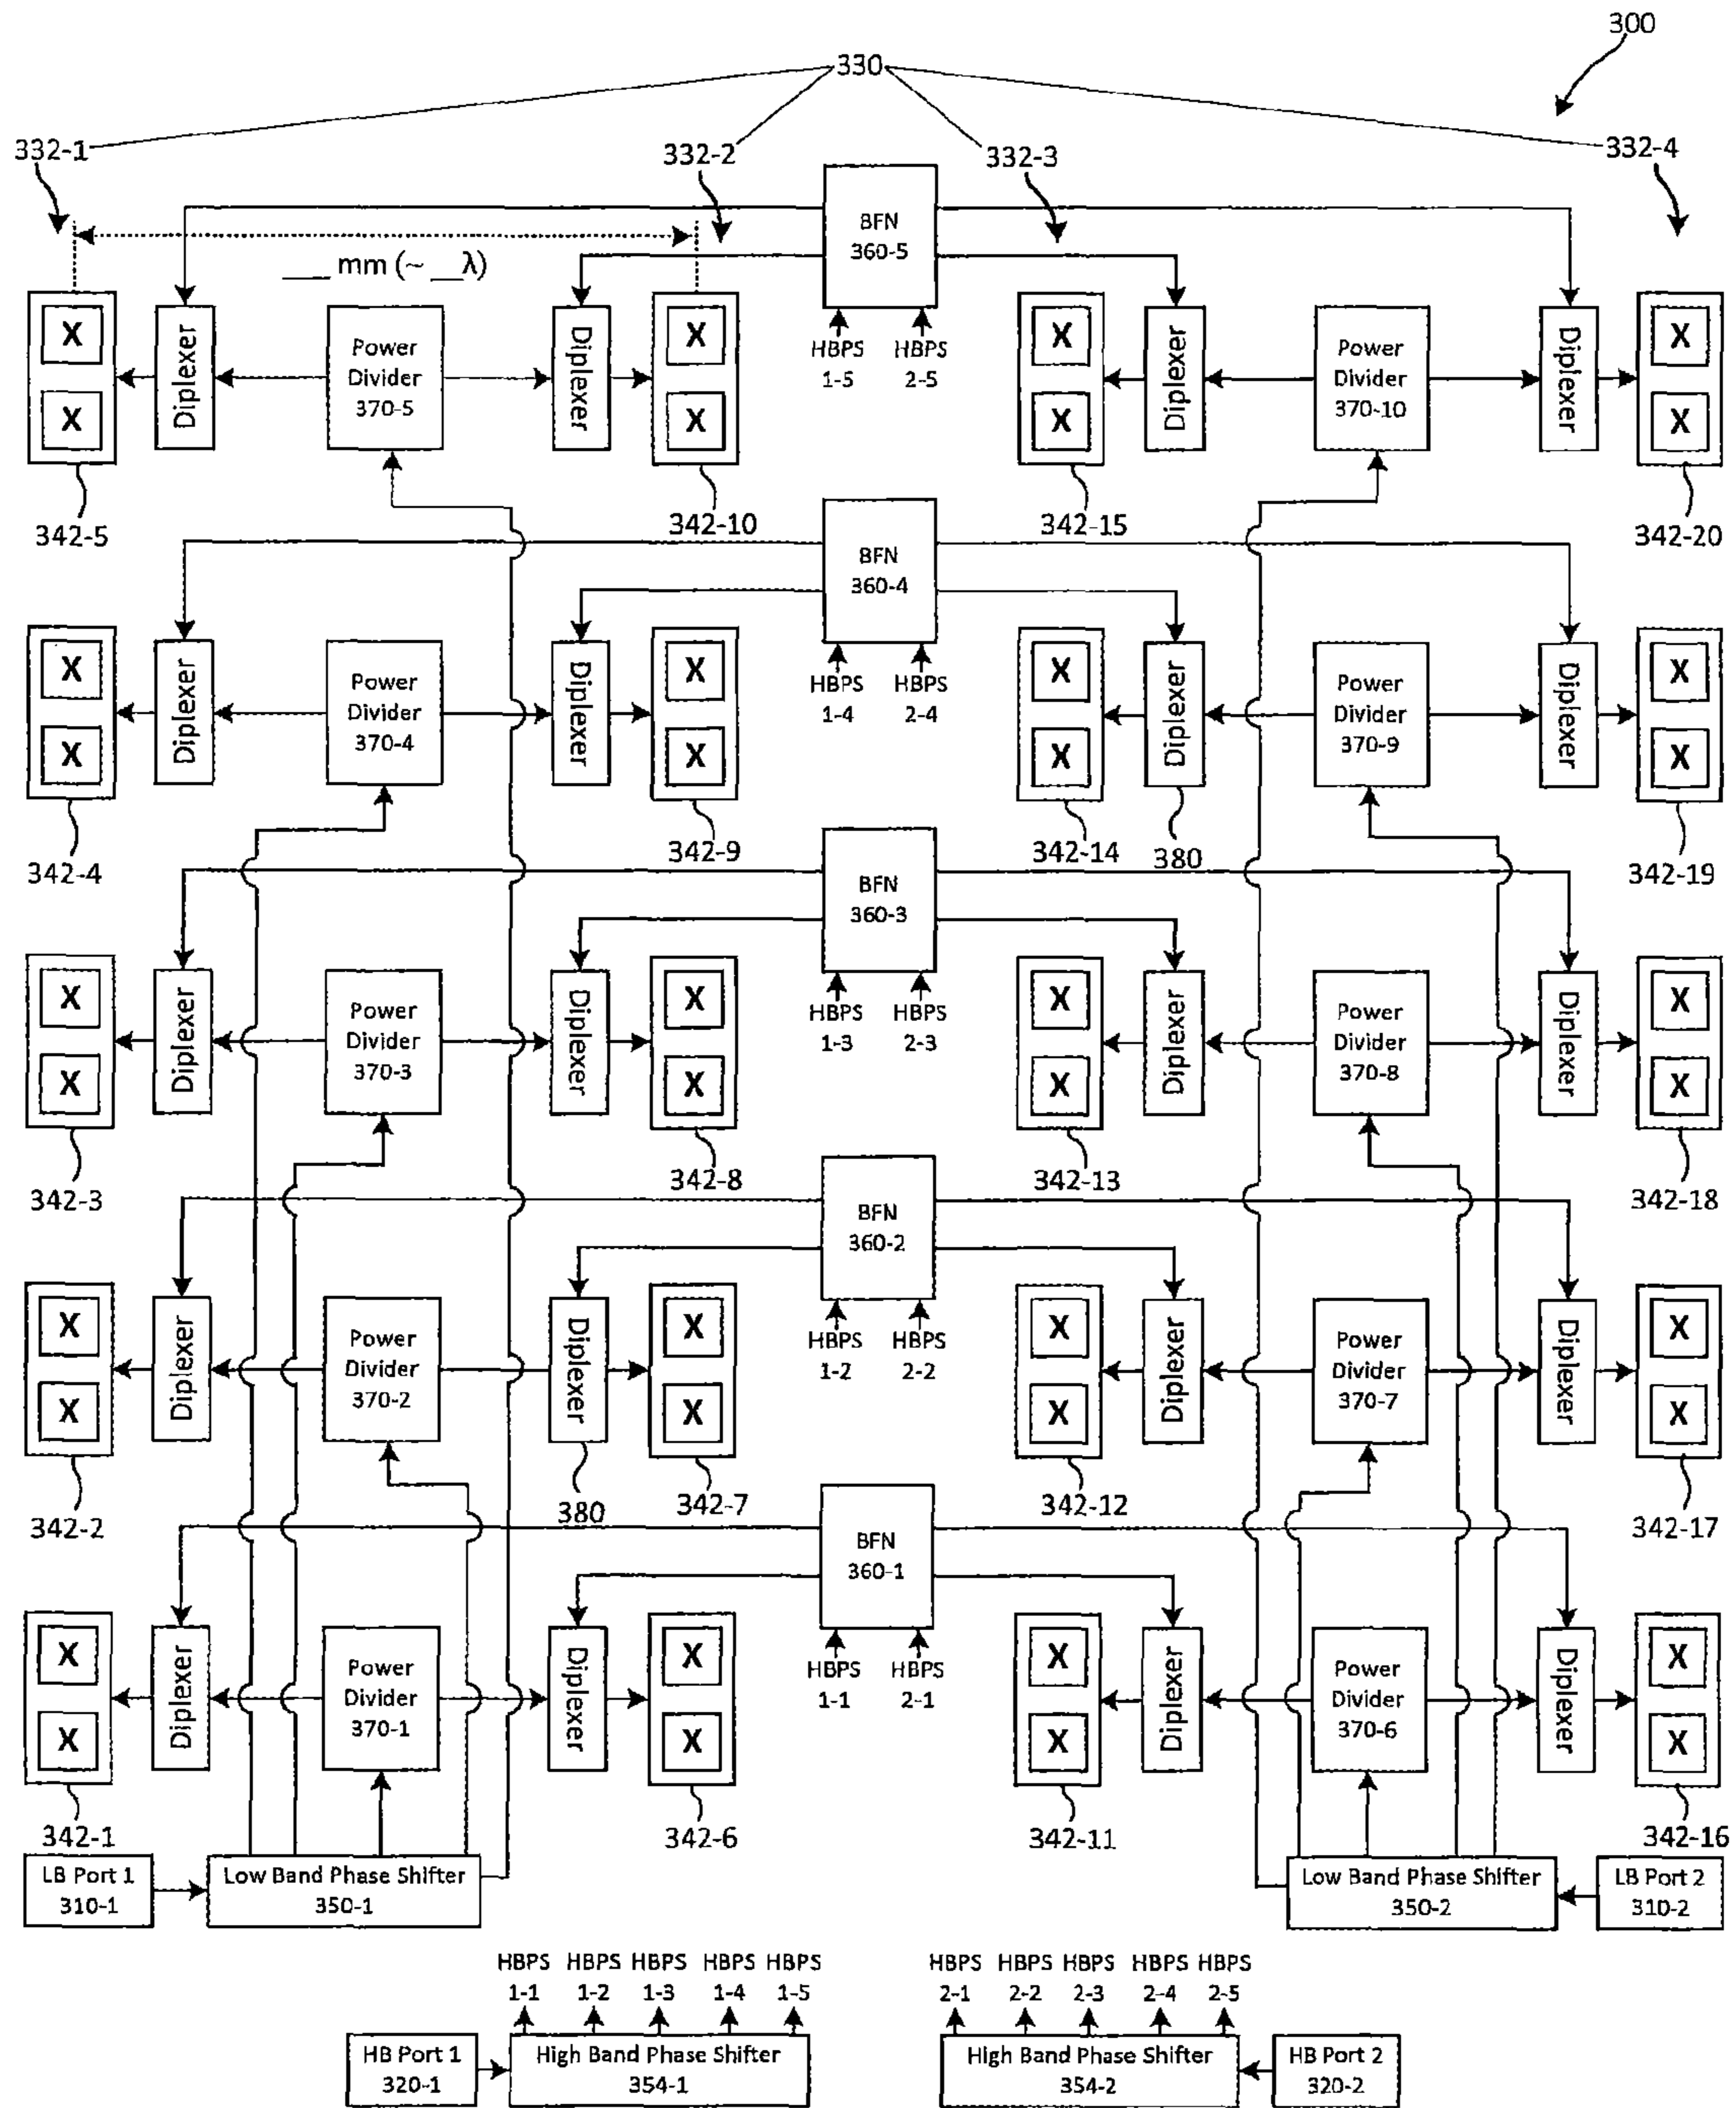 300
330
332-1
332-2
332-3
332-4
___ mm (~ __λ)
BFN
360-5
HBPS
1-5
HBPS
2-5
X
X
Diplexer
Power
Divider
370-5
Diplexer
X
X
X
X
Diplexer
Power
Divider
370-10
Diplexer
X
X
342-5
342-10
342-15
342-20
BFN
360-4
HBPS
1-4
HBPS
2-4
X
X
Diplexer
Power
Divider
370-4
Diplexer
X
X
X
X
Diplexer
Power
Divider
370-9
Diplexer
X
X
342-4
342-9
342-14
380
342-19
BFN
360-3
HBPS
1-3
HBPS
2-3
X
X
Diplexer
Power
Divider
370-3
Diplexer
X
X
X
X
Diplexer
Power
Divider
370-8
Diplexer
X
X
342-3
342-8
342-13
342-18
BFN
360-2
HBPS
1-2
HBPS
2-2
X
X
Diplexer
Power
Divider
370-2
Diplexer
X
X
X
X
Diplexer
Power
Divider
370-7
Diplexer
X
X
342-2
380
342-7
342-12
342-17
BFN
360-1
HBPS
1-1
HBPS
2-1
X
X
Diplexer
Power
Divider
370-1
Diplexer
X
X
X
X
Diplexer
Power
Divider
370-6
Diplexer
X
X
342-1
342-6
342-11
342-16
LB Port 1
310-1
Low Band Phase Shifter
350-1
Low Band Phase Shifter
350-2
LB Port 2
310-2
HBPS HBPS HBPS HBPS HBPS
1-1 1-2 1-3 1-4 1-5
HBPS HBPS HBPS HBPS HBPS
2-1 2-2 2-3 2-4 2-5
HB Port 1
320-1
High Band Phase Shifter
354-1
High Band Phase Shifter
354-2
HB Port 2
320-2